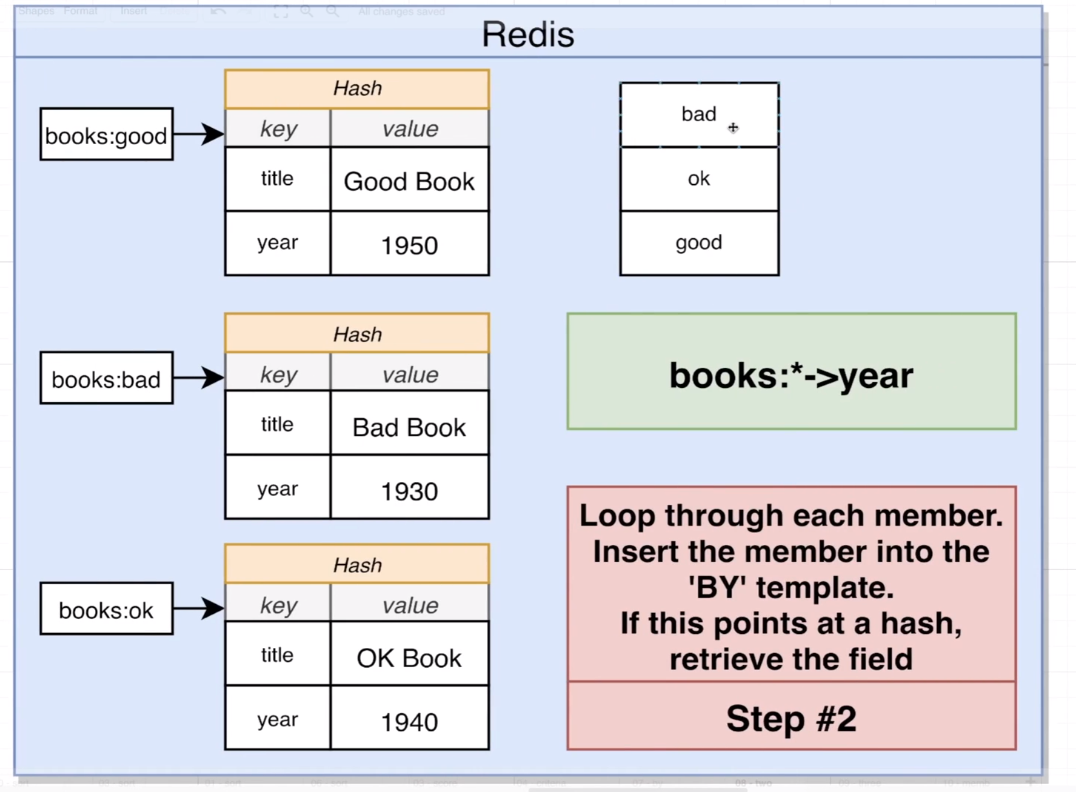 Shapes Format Insert All changes saved
Redis
books:good
Hash
key value
title Good Book
year 1950
bad
ok
good
books:bad
Hash
key value
title Bad Book
year 1930
books:*->year
books:ok
Hash
key value
title OK Book
year 1940
Loop through each member.
Insert the member into the
'BY' template.
If this points at a hash,
retrieve the field
Step #2